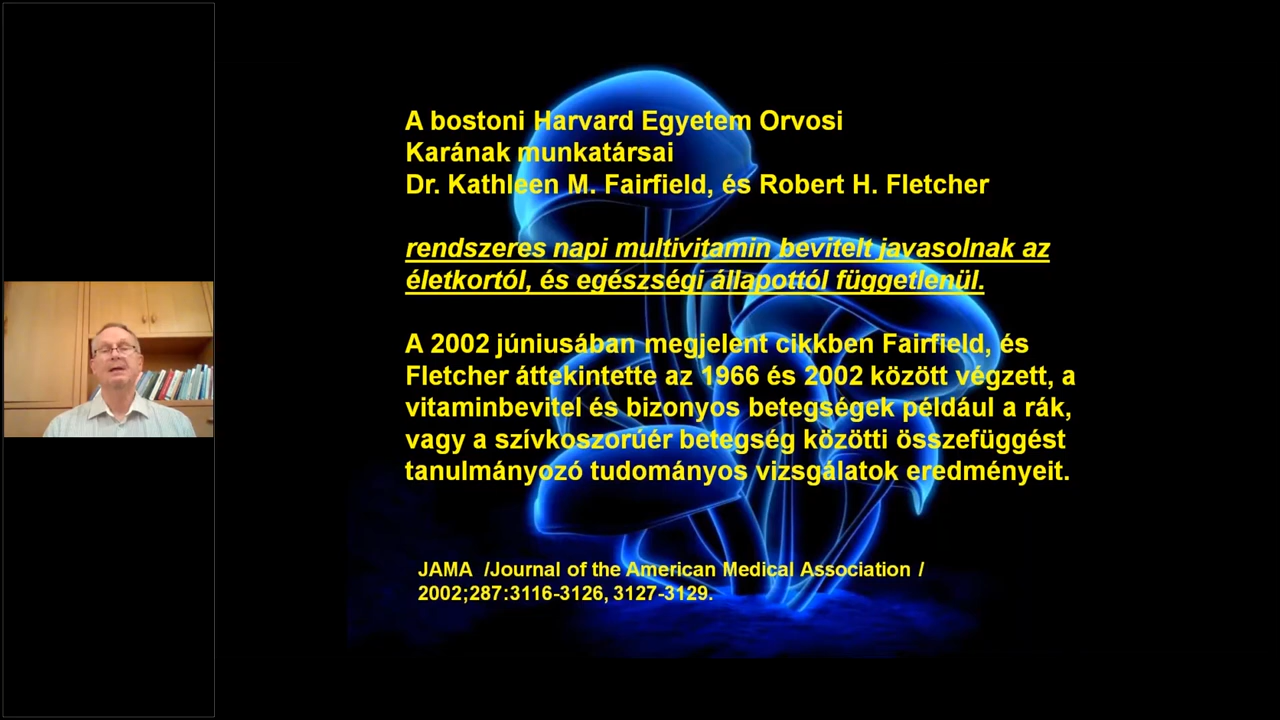 A bostoni Harvard Egyetem Orvosi
Karának munkatársai
Dr. Kathleen M. Fairfield, és Robert H. Fletcher
rendszeres napi multivitamin bevitelt javasolnak az
életkortól, és egészségi állapottól függetlenül.
A 2002 júniusában megjelent cikkben Fairfield, és
Fletcher áttekintette az 1966 és 2002 között végzett, a
vitaminbevitel és bizonyos betegségek például a rák,
vagy a szívkoszorúér betegség közötti összefüggést
tanulmányozó tudományos vizsgálatok eredményeit.
JAMA /Journal of the American Medical Association /
2002;287:3116-3126, 3127-3129.